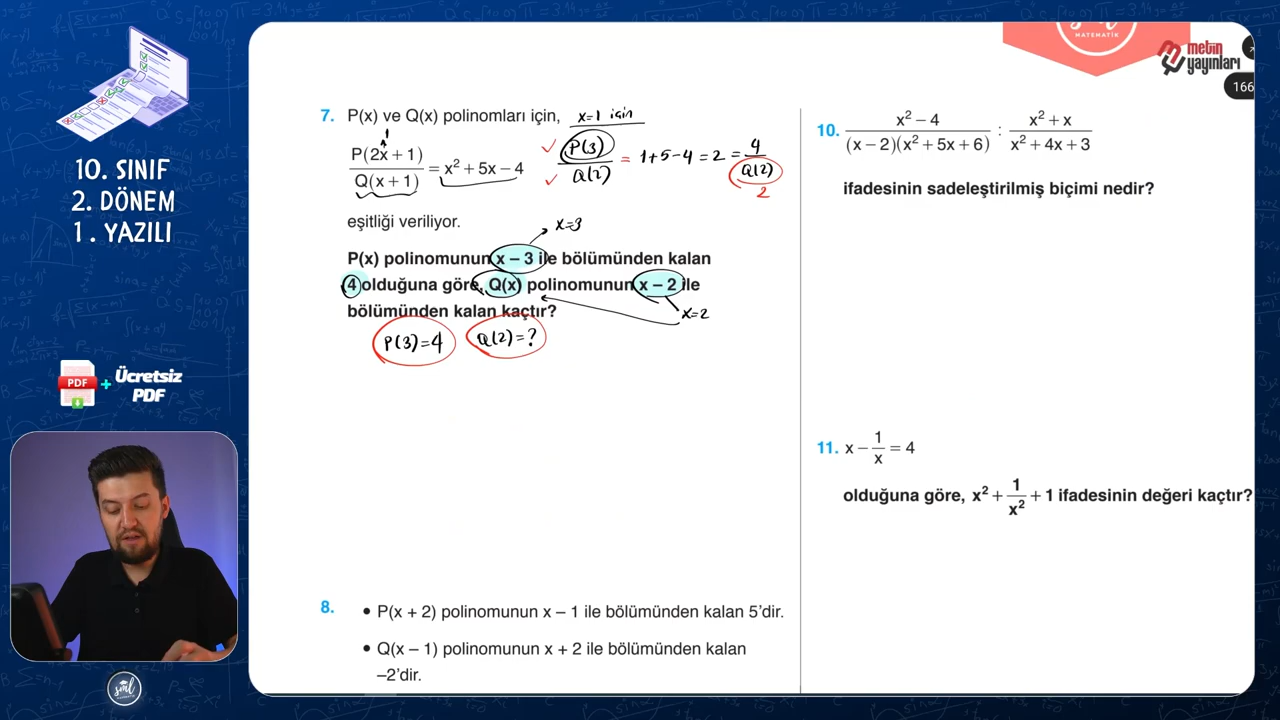 10. SINIF
2. DÖNEM
1. YAZILI
PDF + Ücretsiz PDF
sml
sml
MATEMATİK
metin yayınları
166
7. P(x) ve Q(x) polinomları için,
x=1 için
P(2x + 1) / Q(x + 1) = x² + 5x – 4
1
P(3) / Q(2) = 1+5-4 = 2 = 4 / Q(2)
2
eşitliği veriliyor.
x=3
P(x) polinomunun x – 3 ile bölümünden kalan
4 olduğuna göre, Q(x) polinomunun x – 2 ile
bölümünden kalan kaçtır?
x=2
P(3)=4
Q(2)=?
8. • P(x + 2) polinomunun x – 1 ile bölümünden kalan 5'dir.
• Q(x – 1) polinomunun x + 2 ile bölümünden kalan
–2'dir.
10. x² – 4 / (x – 2)(x² + 5x + 6) : x² + x / x² + 4x + 3
ifadesinin sadeleştirilmiş biçimi nedir?
11. x – 1/x = 4
olduğuna göre, x² + 1/x² + 1 ifadesinin değeri kaçtır?